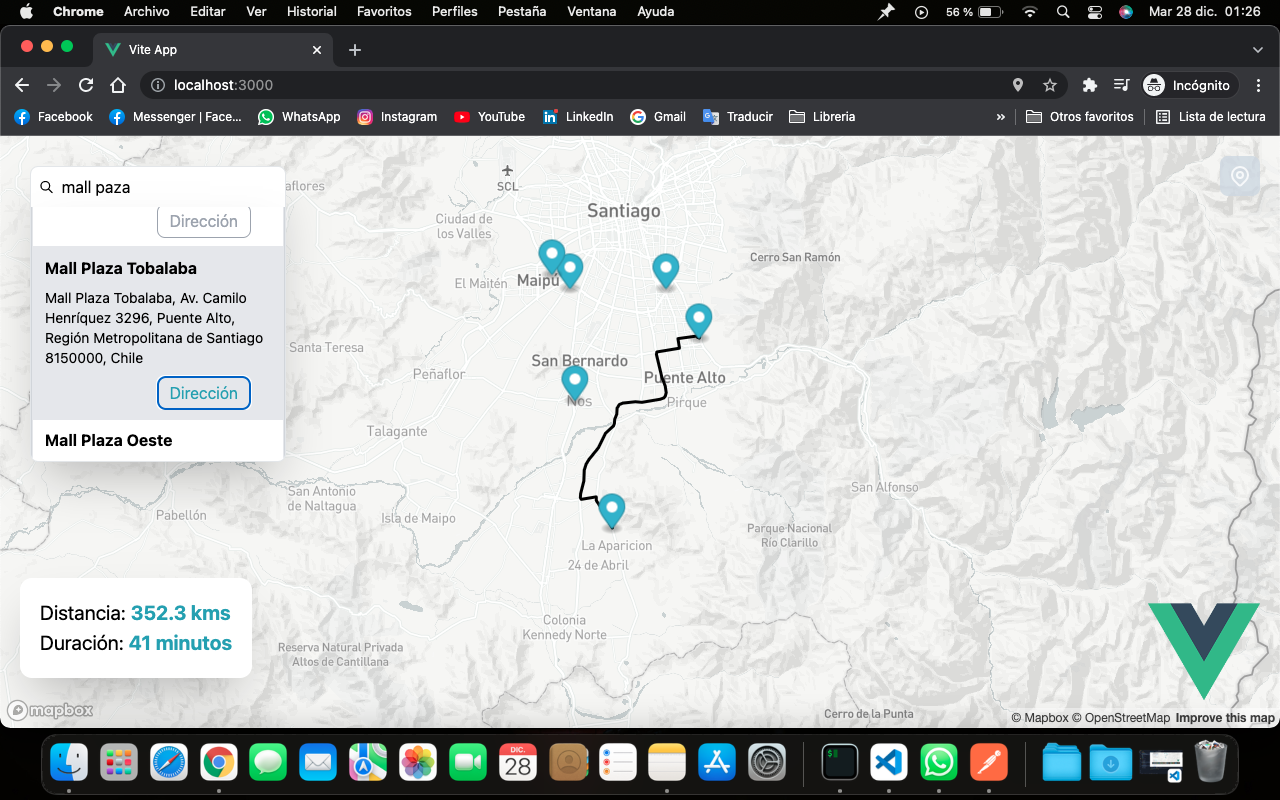 Chrome Archivo Editar Ver Historial Favoritos Perfiles Pestaña Ventana Ayuda 56 % Mar 28 dic. 01:26
Vite App
localhost:3000 Incógnito
Facebook Messenger | Face... WhatsApp Instagram YouTube LinkedIn Gmail Traducir Libreria » Otros favoritos Lista de lectura
mall paza
Dirección
Mall Plaza Tobalaba
Mall Plaza Tobalaba, Av. Camilo
Henríquez 3296, Puente Alto,
Región Metropolitana de Santiago
8150000, Chile
Dirección
Mall Plaza Oeste
aflores
SCL
Santiago
Ciudad de
los Valles
Cerro San Ramón
El Maitén
Maipú
Santa Teresa
San Bernardo
Peñaflor
Puente Alto
Nos
Pirque
Talagante
San Antonio
de Naltagua
San Alfonso
Pabellón
Isla de Maipo
Parque Nacional
Río Clarillo
La Aparicion
24 de Abril
Colonia
Kennedy Norte
Reserva Natural Privada
Altos de Cantillana
Cerro de la Punta
Distancia: 352.3 kms
Duración: 41 minutos
mapbox
© Mapbox © OpenStreetMap Improve this map
DIC.
28
$